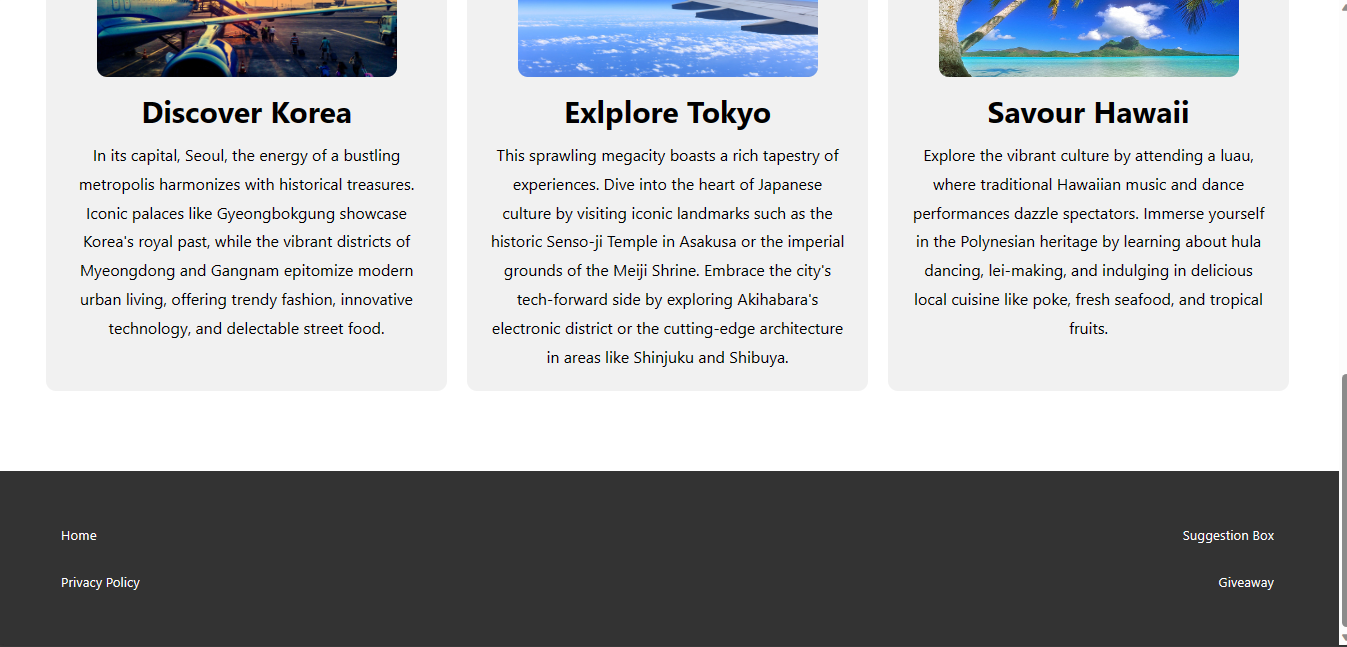 Discover Korea
In its capital, Seoul, the energy of a bustling
metropolis harmonizes with historical treasures.
Iconic palaces like Gyeongbokgung showcase
Korea's royal past, while the vibrant districts of
Myeongdong and Gangnam epitomize modern
urban living, offering trendy fashion, innovative
technology, and delectable street food.
Exlplore Tokyo
This sprawling megacity boasts a rich tapestry of
experiences. Dive into the heart of Japanese
culture by visiting iconic landmarks such as the
historic Senso-ji Temple in Asakusa or the imperial
grounds of the Meiji Shrine. Embrace the city's
tech-forward side by exploring Akihabara's
electronic district or the cutting-edge architecture
in areas like Shinjuku and Shibuya.
Savour Hawaii
Explore the vibrant culture by attending a luau,
where traditional Hawaiian music and dance
performances dazzle spectators. Immerse yourself
in the Polynesian heritage by learning about hula
dancing, lei-making, and indulging in delicious
local cuisine like poke, fresh seafood, and tropical
fruits.
Home
Privacy Policy
Suggestion Box
Giveaway